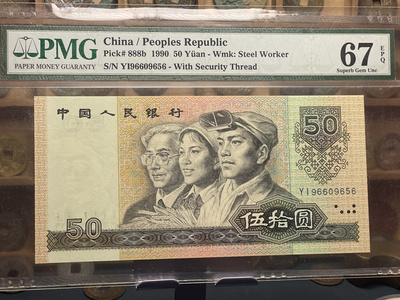 PMG
PAPER MONEY GUARANTY
China / Peoples Republic
Pick# 888b 1990 50 Yüan - Wmk: Steel Worker
S/N YI96609656 - With Security Thread
67 EPQ
Superb Gem Unc
中国人民银行
50
YI96609656
50
伍拾圆